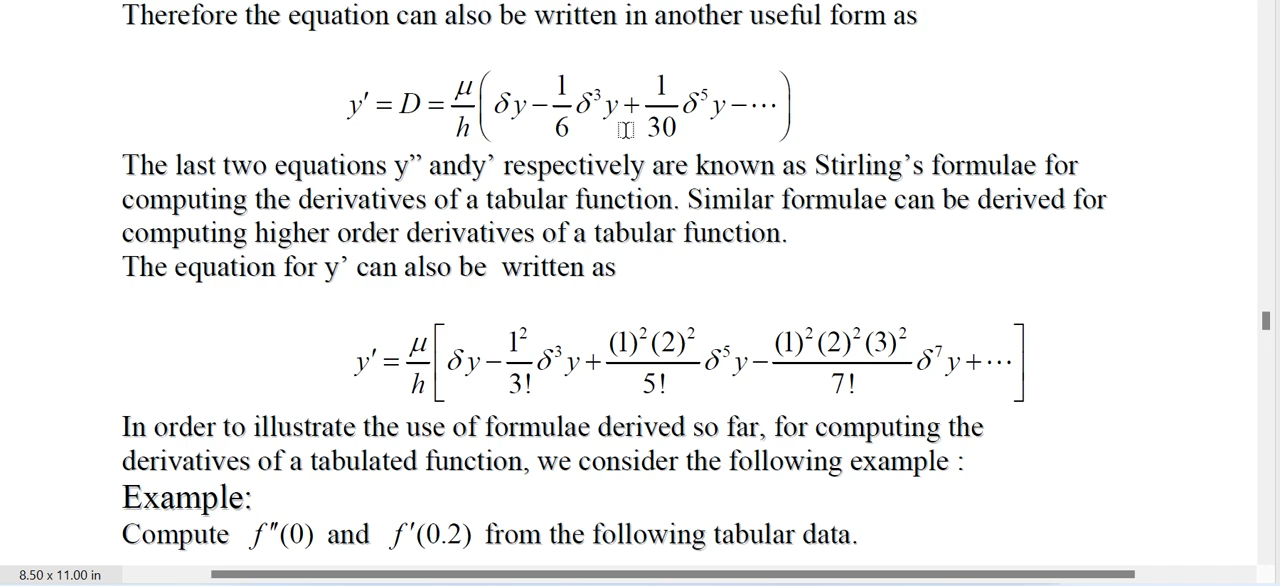 Therefore the equation can also be written in another useful form as
y′ = D = μ/h ( δy − 1/6 δ³y + 1/30 δ⁵y − ⋯ )
The last two equations y” andy’ respectively are known as Stirling’s formulae for
computing the derivatives of a tabular function. Similar formulae can be derived for
computing higher order derivatives of a tabular function.
The equation for y’ can also be  written as
y′ = μ/h [ δy − 1²/3! δ³y + (1)²(2)²/5! δ⁵y − (1)²(2)²(3)²/7! δ⁷y + ⋯ ]
In order to illustrate the use of formulae derived so far, for computing the
derivatives of a tabulated function, we consider the following example :
Example:
Compute f″(0) and f′(0.2) from the following tabular data.
8.50 x 11.00 in